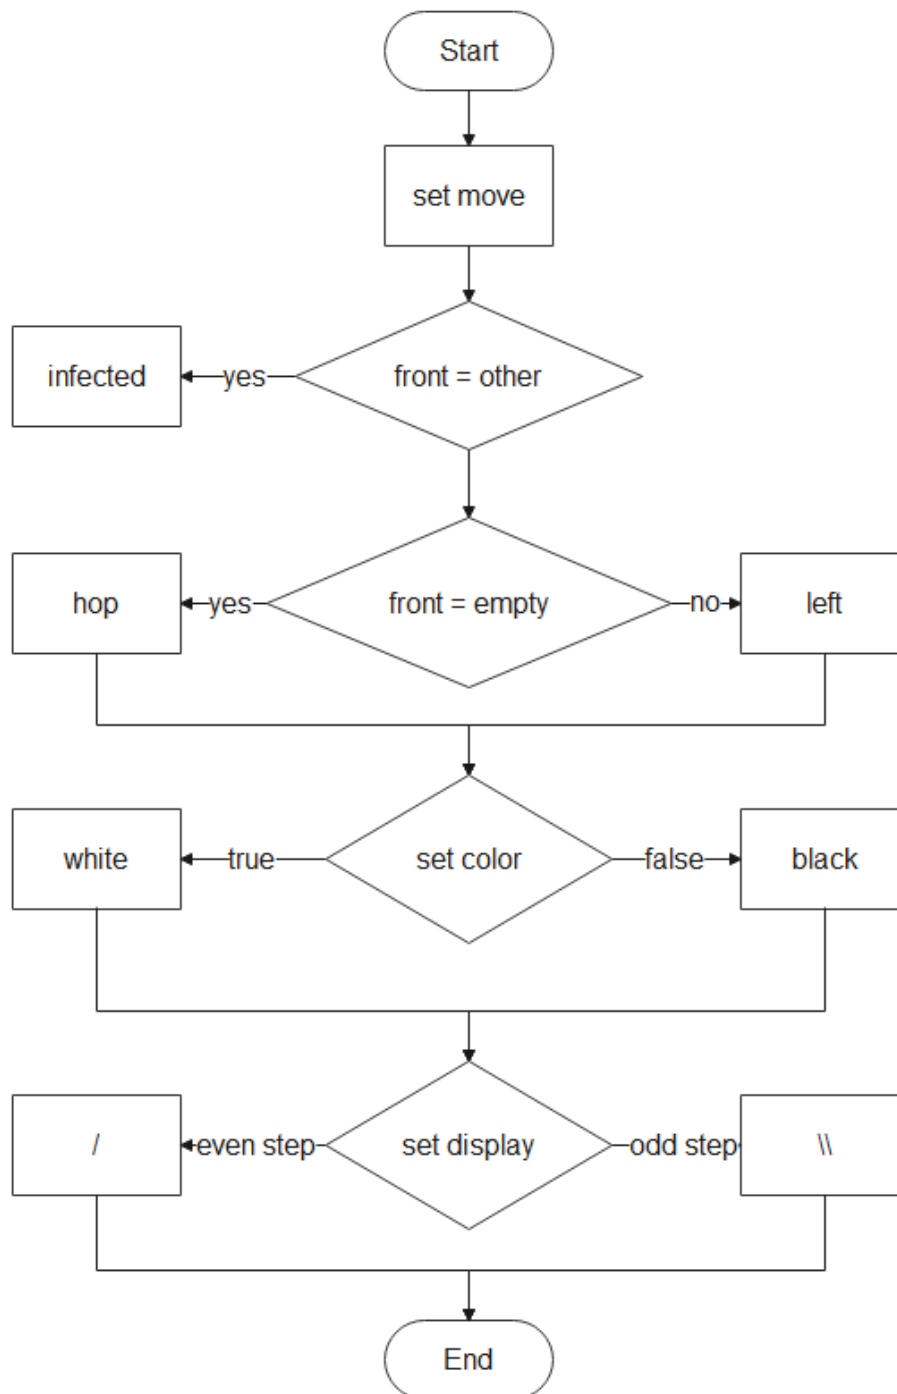 Start
set move
infected
yes
front = other
hop
yes
front = empty
no
left
white
true
set color
false
black
/
even step
set display
odd step
\\
End